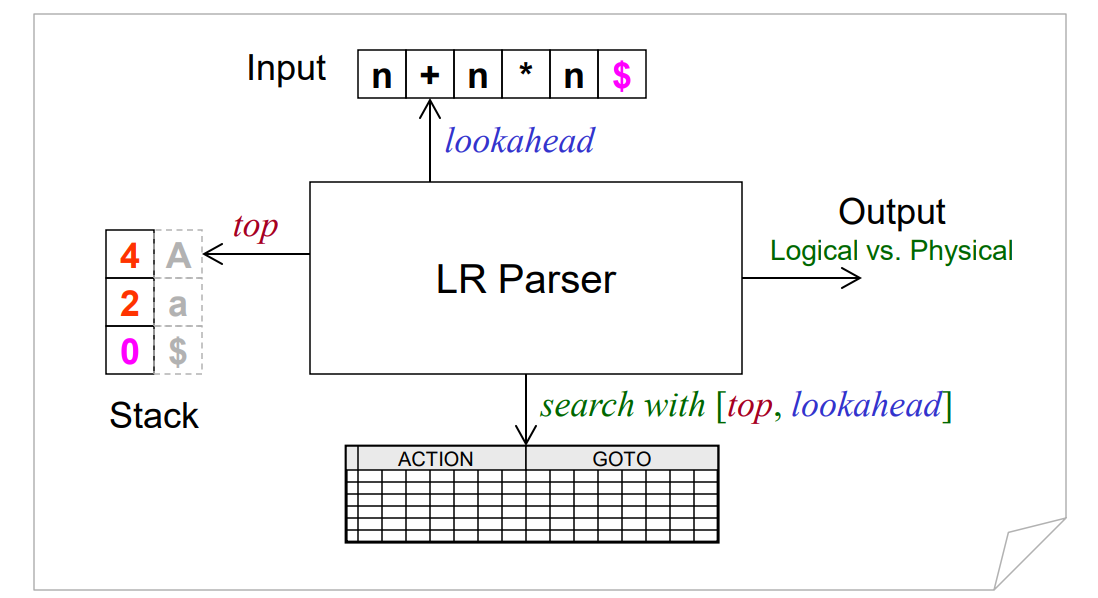 Input n + n * n $
lookahead
top
4 A
2 a
0 $
Stack
LR Parser
Output
Logical vs. Physical
search with [top, lookahead]
ACTION GOTO